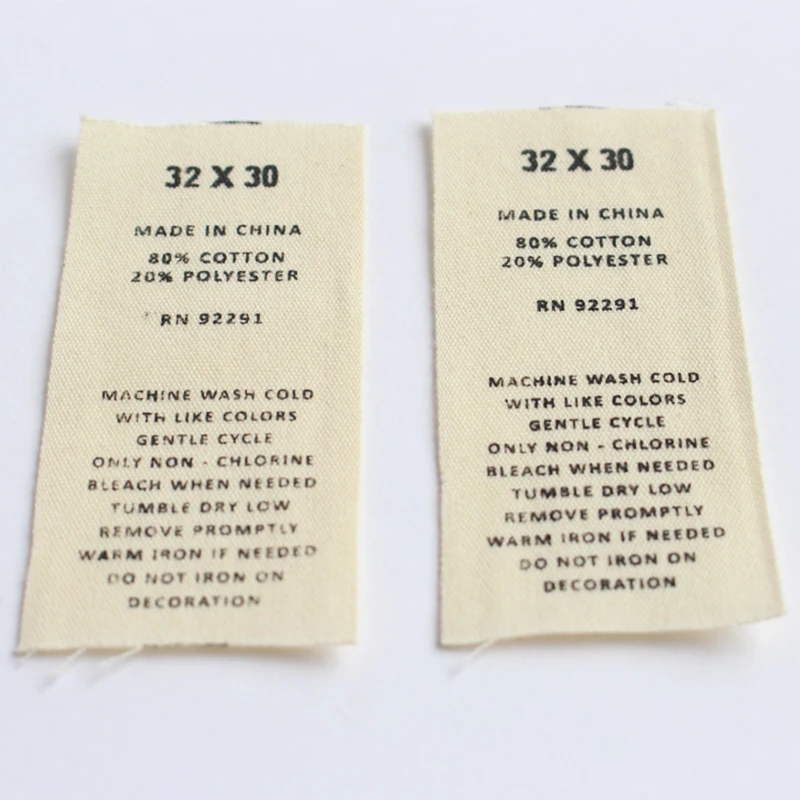 32 X 30
MADE IN CHINA
80% COTTON
20% POLYESTER
RN 92291
MACHINE WASH COLD
WITH LIKE COLORS
GENTLE CYCLE
ONLY NON - CHLORINE
BLEACH WHEN NEEDED
TUMBLE DRY LOW
REMOVE PROMPTLY
WARM IRON IF NEEDED
DO NOT IRON ON
DECORATION
32 X 30
MADE IN CHINA
80% COTTON
20% POLYESTER
RN 92291
MACHINE WASH COLD
WITH LIKE COLORS
GENTLE CYCLE
ONLY NON - CHLORINE
BLEACH WHEN NEEDED
TUMBLE DRY LOW
REMOVE PROMPTLY
WARM IRON IF NEEDED
DO NOT IRON ON
DECORATION